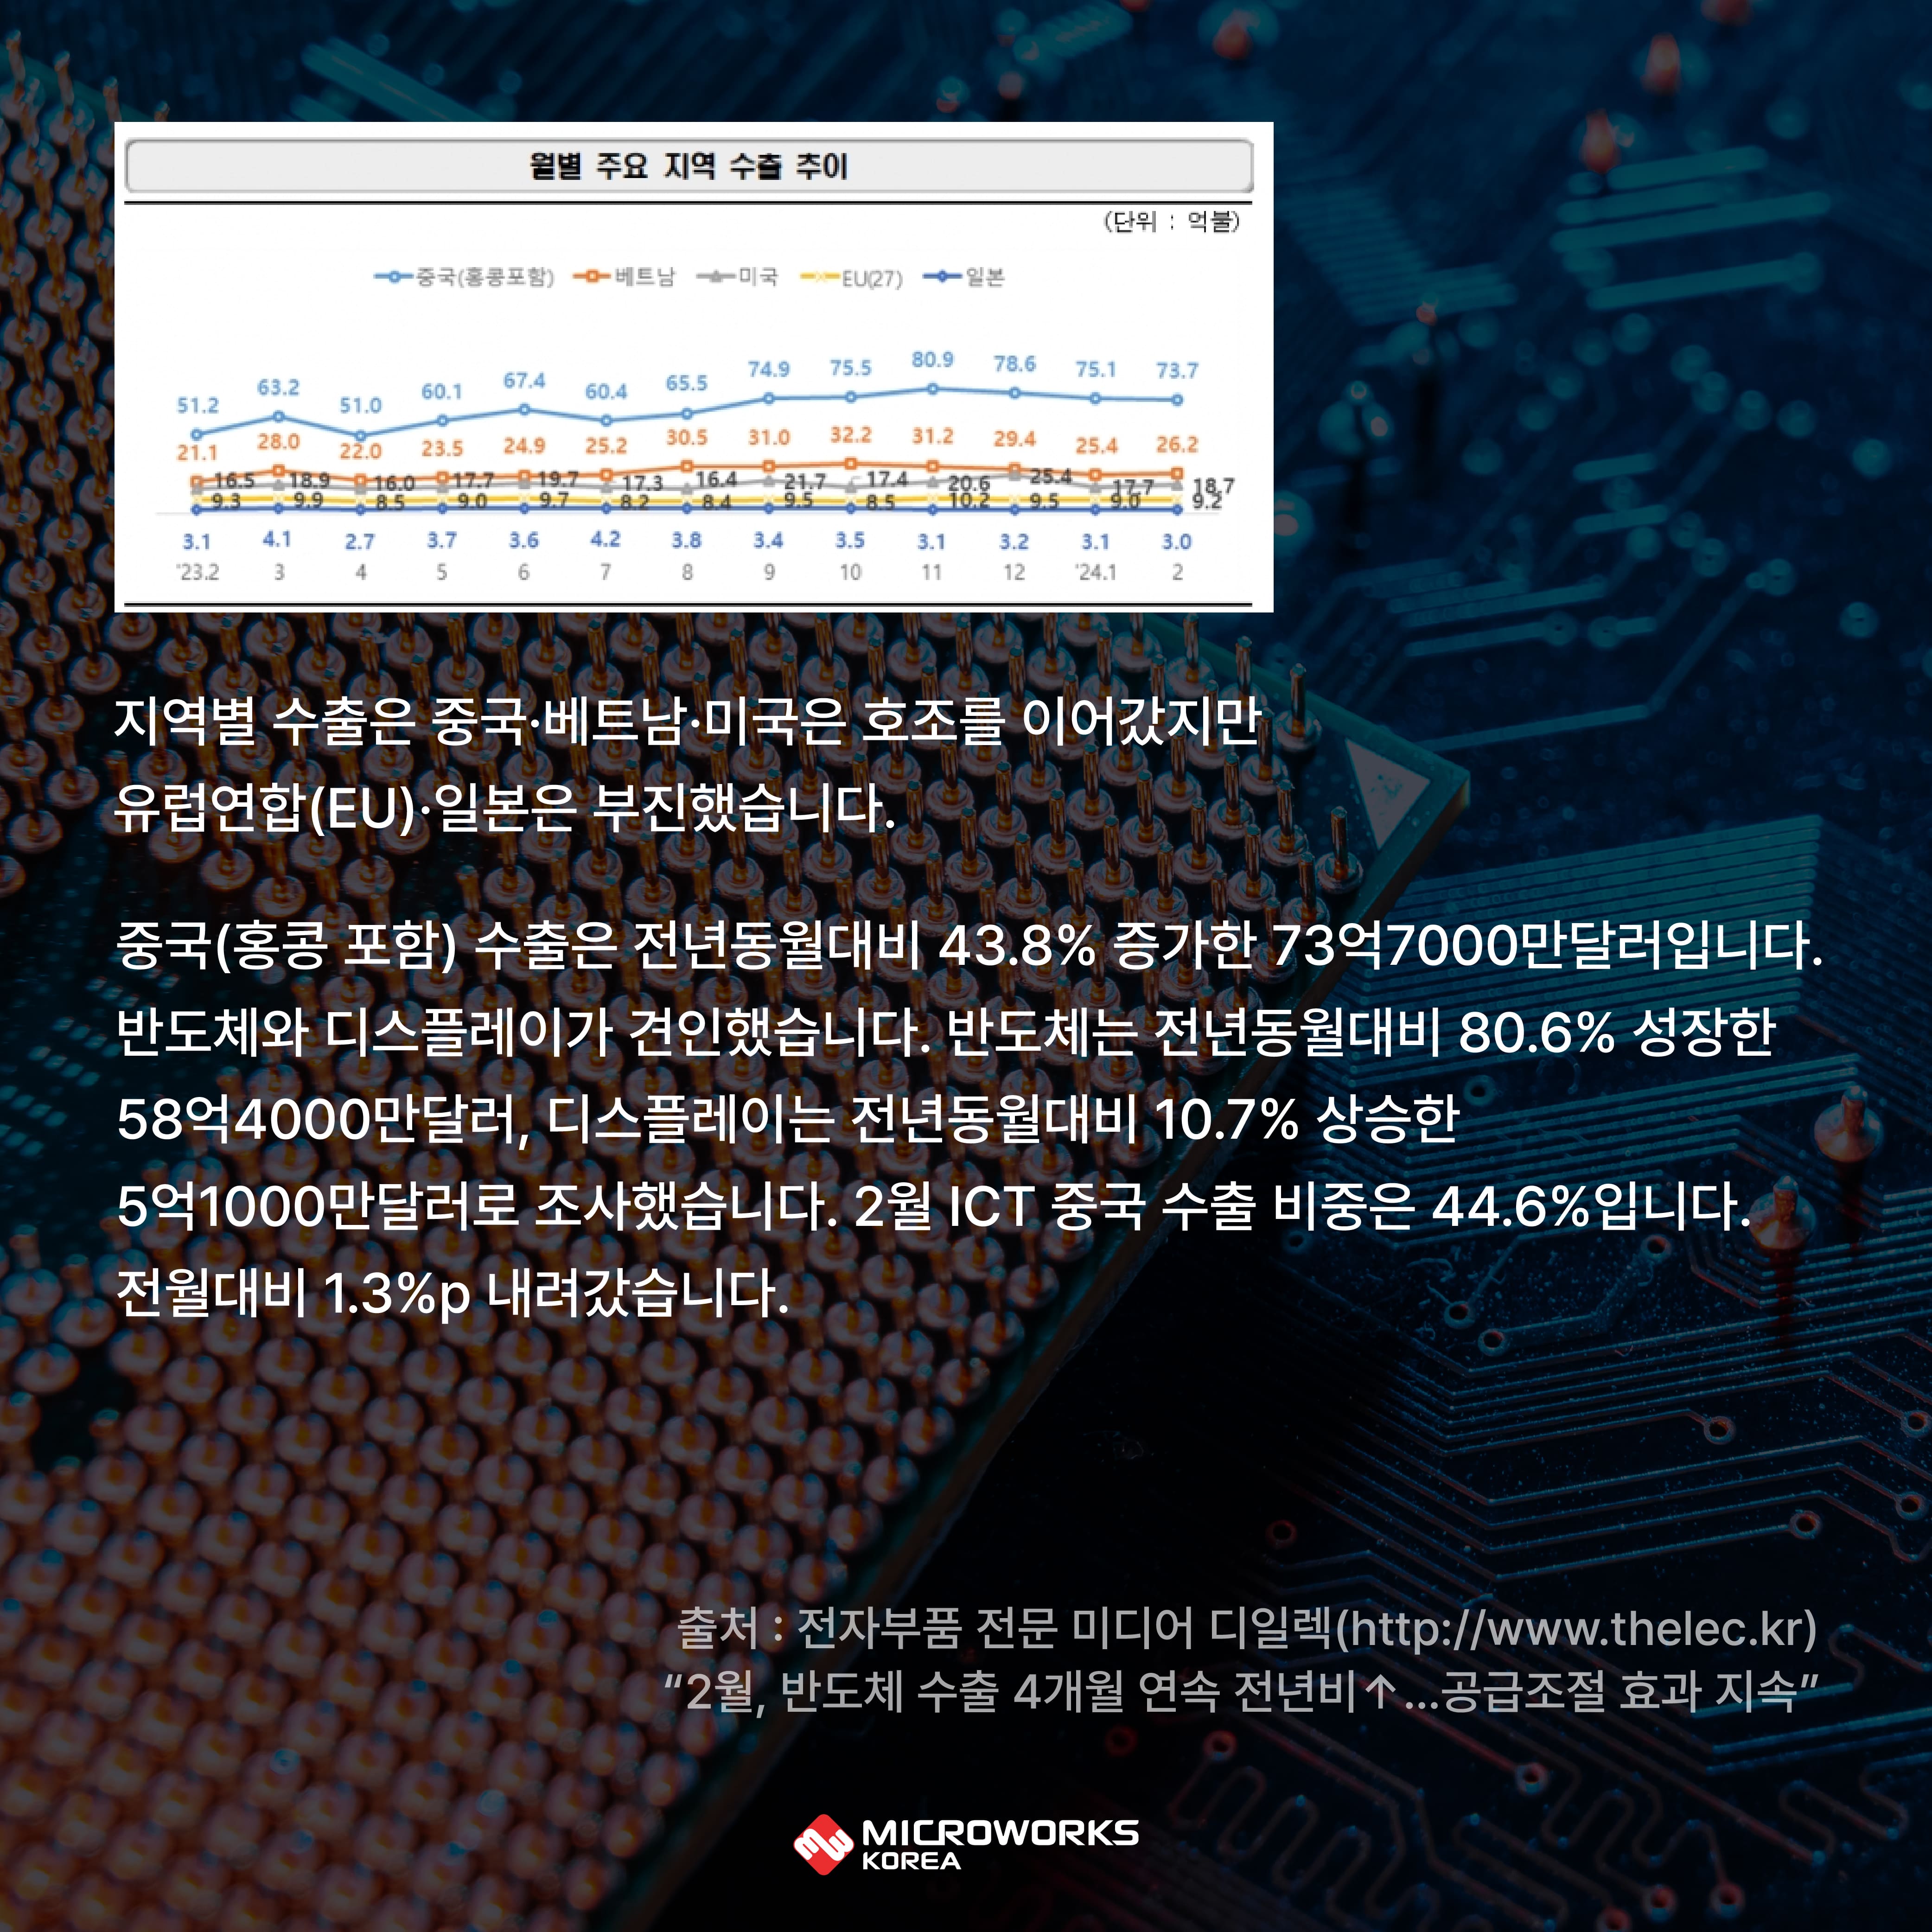 월별 주요 지역 수출 추이
(단위 : 억불)
중국(홍콩포함) 베트남 미국 EU(27) 일본
51.2 63.2 51.0 60.1 67.4 60.4 65.5 74.9 75.5 80.9 78.6 75.1 73.7
21.1 28.0 22.0 23.5 24.9 25.2 30.5 31.0 32.2 31.2 29.4 25.4 26.2
16.5 18.9 16.0 17.7 19.7 17.3 16.4 21.7 17.4 20.6 25.4 17.7 18.7
9.3 9.9 8.5 9.0 9.7 8.2 8.4 9.5 8.5 10.2 9.5 9.0 9.2
3.1 4.1 2.7 3.7 3.6 4.2 3.8 3.4 3.5 3.1 3.2 3.1 3.0
'23.2 3 4 5 6 7 8 9 10 11 12 '24.1 2
지역별 수출은 중국·베트남·미국은 호조를 이어갔지만
유럽연합(EU)·일본은 부진했습니다.
중국(홍콩 포함) 수출은 전년동월대비 43.8% 증가한 73억7000만달러입니다.
반도체와 디스플레이가 견인했습니다. 반도체는 전년동월대비 80.6% 성장한
58억4000만달러, 디스플레이는 전년동월대비 10.7% 상승한
5억1000만달러로 조사했습니다. 2월 ICT 중국 수출 비중은 44.6%입니다.
전월대비 1.3%p 내려갔습니다.
출처 : 전자부품 전문 미디어 디일렉(http://www.thelec.kr)
“2월, 반도체 수출 4개월 연속 전년비↑...공급조절 효과 지속”
MICROWORKS
KOREA